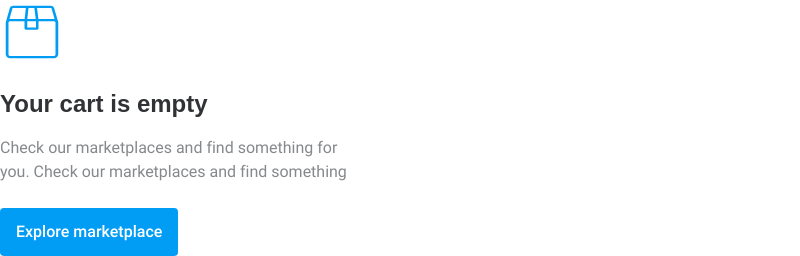 Your cart is empty
Check our marketplaces and find something for
you. Check our marketplaces and find something
Explore marketplace